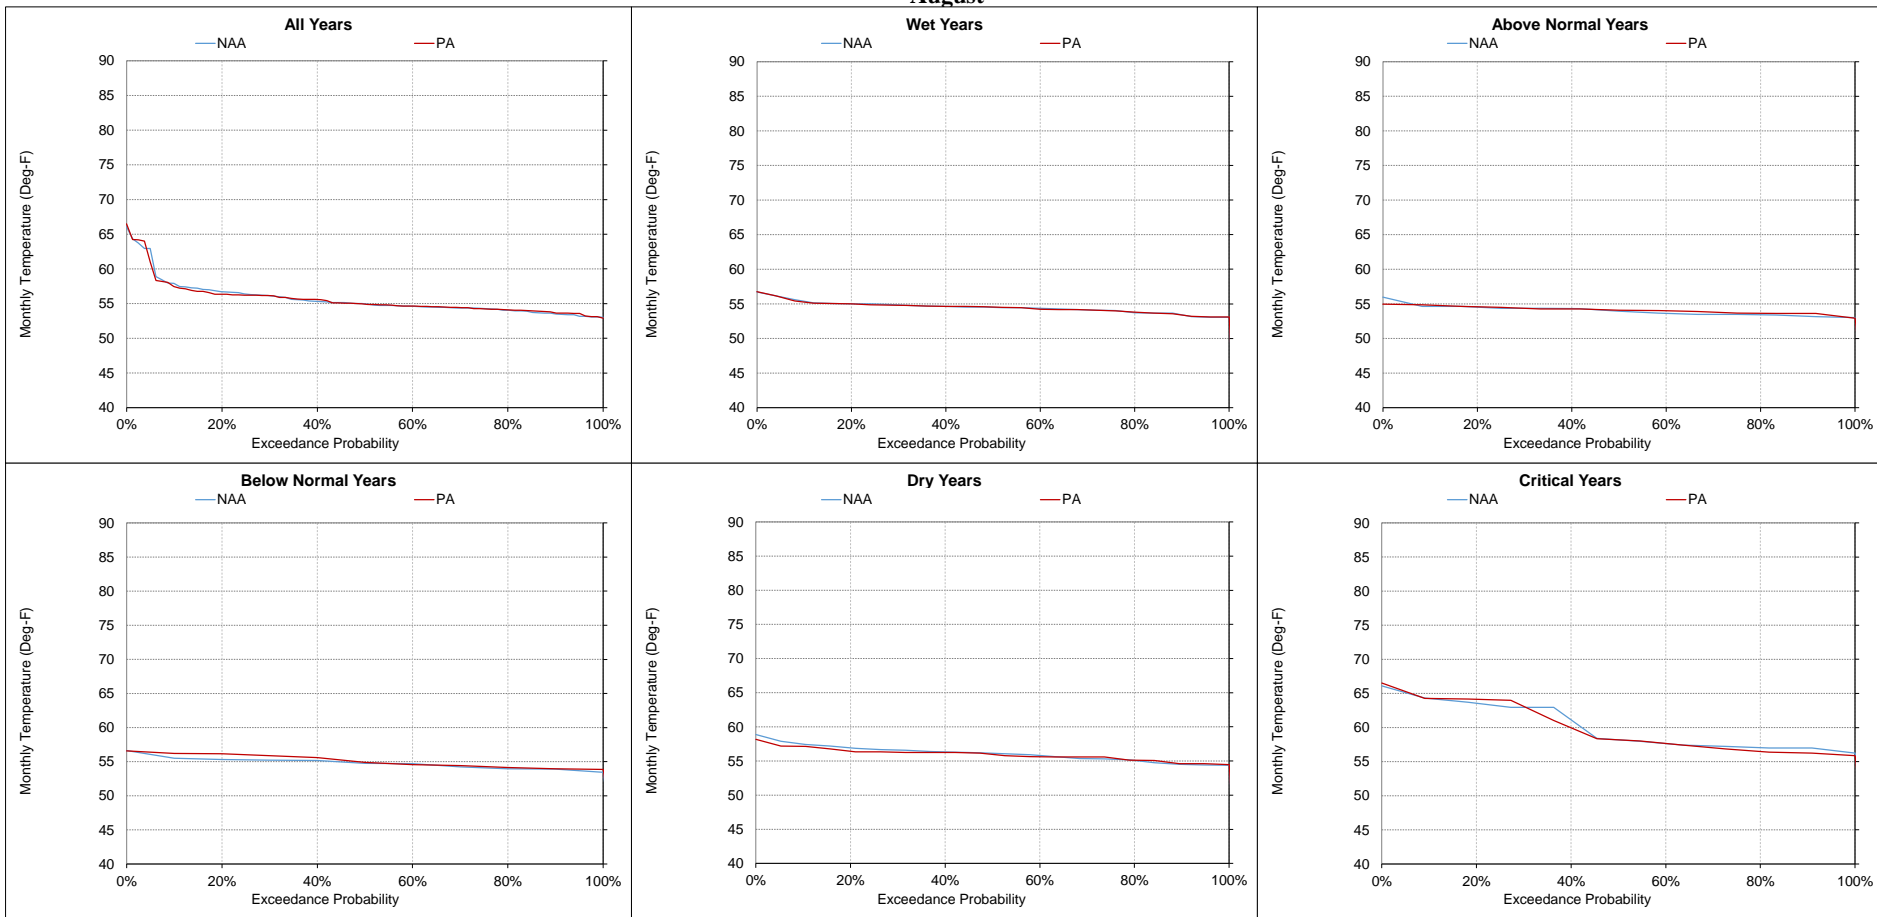 August
All Years
NAA PA
90
85
80
75
70
65
60
55
50
45
40
Monthly Temperature (Deg-F)
0% 20% 40% 60% 80% 100%
Exceedance Probability
Wet Years
NAA PA
90
85
80
75
70
65
60
55
50
45
40
Monthly Temperature (Deg-F)
0% 20% 40% 60% 80% 100%
Exceedance Probability
Above Normal Years
NAA PA
90
85
80
75
70
65
60
55
50
45
40
Monthly Temperature (Deg-F)
0% 20% 40% 60% 80% 100%
Exceedance Probability
Below Normal Years
NAA PA
90
85
80
75
70
65
60
55
50
45
40
Monthly Temperature (Deg-F)
0% 20% 40% 60% 80% 100%
Exceedance Probability
Dry Years
NAA PA
90
85
80
75
70
65
60
55
50
45
40
Monthly Temperature (Deg-F)
0% 20% 40% 60% 80% 100%
Exceedance Probability
Critical Years
NAA PA
90
85
80
75
70
65
60
55
50
45
40
Monthly Temperature (Deg-F)
0% 20% 40% 60% 80% 100%
Exceedance Probability